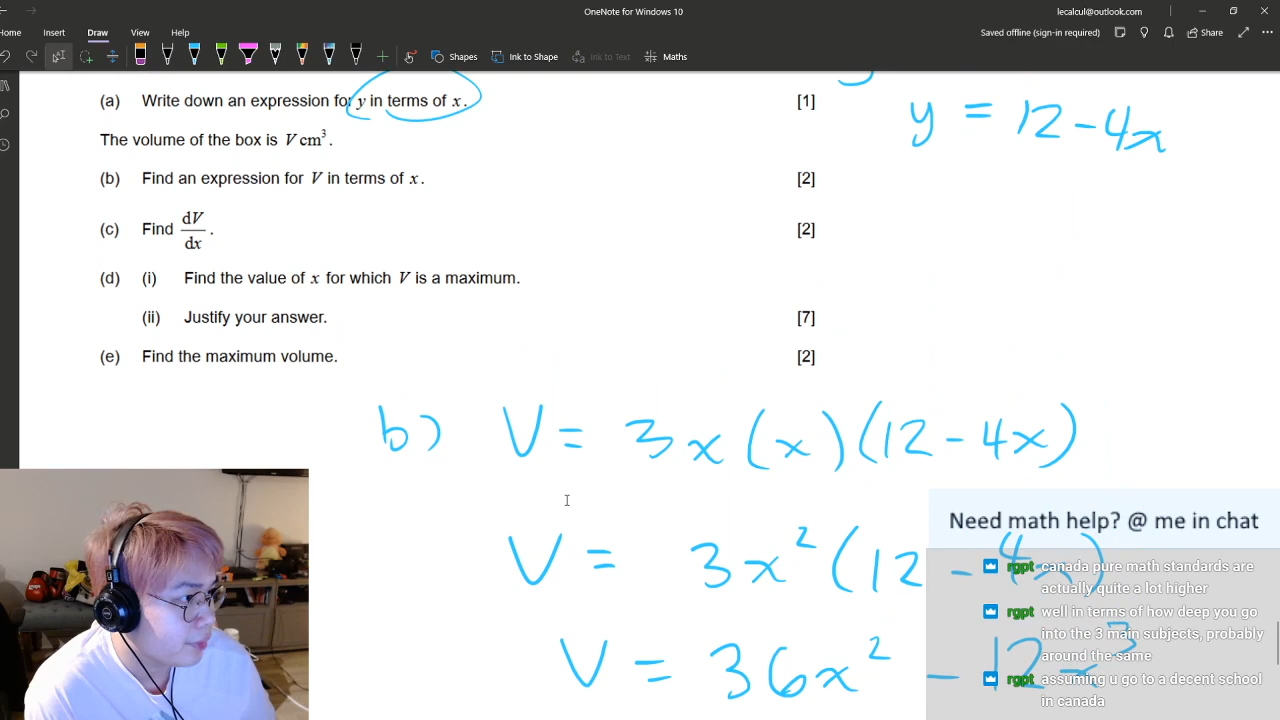 OneNote for Windows 10
lecalcul@outlook.com
Home Insert Draw View Help
Saved offline (sign-in required)
Share
Shapes
Ink to Shape
Ink to Text
Maths
(a) Write down an expression for y in terms of x. [1]
y = 12 - 4x
The volume of the box is V cm³.
(b) Find an expression for V in terms of x. [2]
(c) Find dV/dx. [2]
(d) (i) Find the value of x for which V is a maximum.
(ii) Justify your answer. [7]
(e) Find the maximum volume. [2]
b) V = 3x(x)(12 - 4x)
V = 3x²(12 - 4x)
V = 36x² - 12x³
Need math help? @ me in chat
rgpt canada pure math standards are
actually quite a lot higher
rgpt well in terms of how deep you go
into the 3 main subjects, probably
around the same
rgpt assuming u go to a decent school
in canada